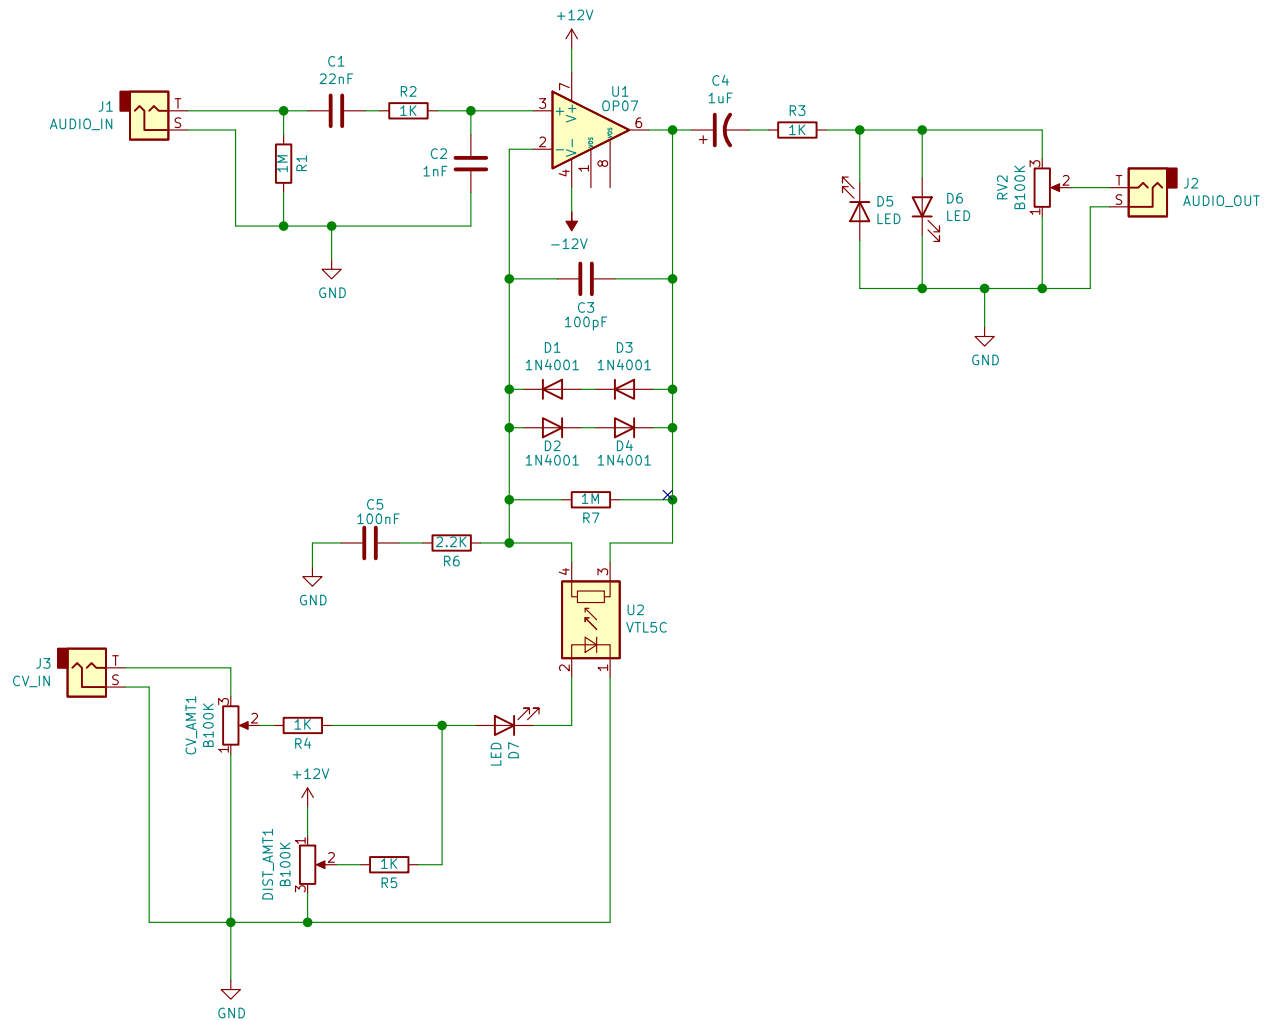 +12V
C1
22nF
R2
1K
J1
AUDIO_IN
T
S
1M
R1
C2
1nF
3
2
+
-
7
V+
V-
4
U1
OP07
6
VOS
VOS
1
8
-12V
GND
C4
1uF
+
R3
1K
D5
LED
D6
LED
RV2
B100K
3
2
1
T
S
J2
AUDIO_OUT
GND
C3
100pF
D1
1N4001
D3
1N4001
D2
1N4001
D4
1N4001
1M
R7
C5
100nF
2.2K
R6
GND
4
3
U2
VTL5C
2
1
J3
CV_IN
T
S
CV_AMT1
B100K
3
2
1
1K
R4
LED
D7
+12V
DIST_AMT1
B100K
1
2
3
1K
R5
GND